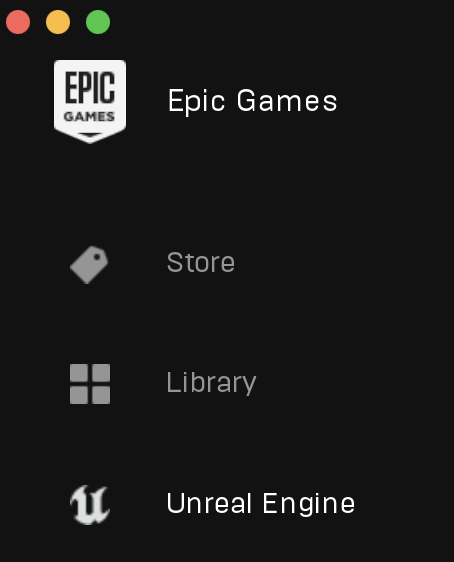 EPIC
GAMES
Epic Games
Store
Library
Unreal Engine